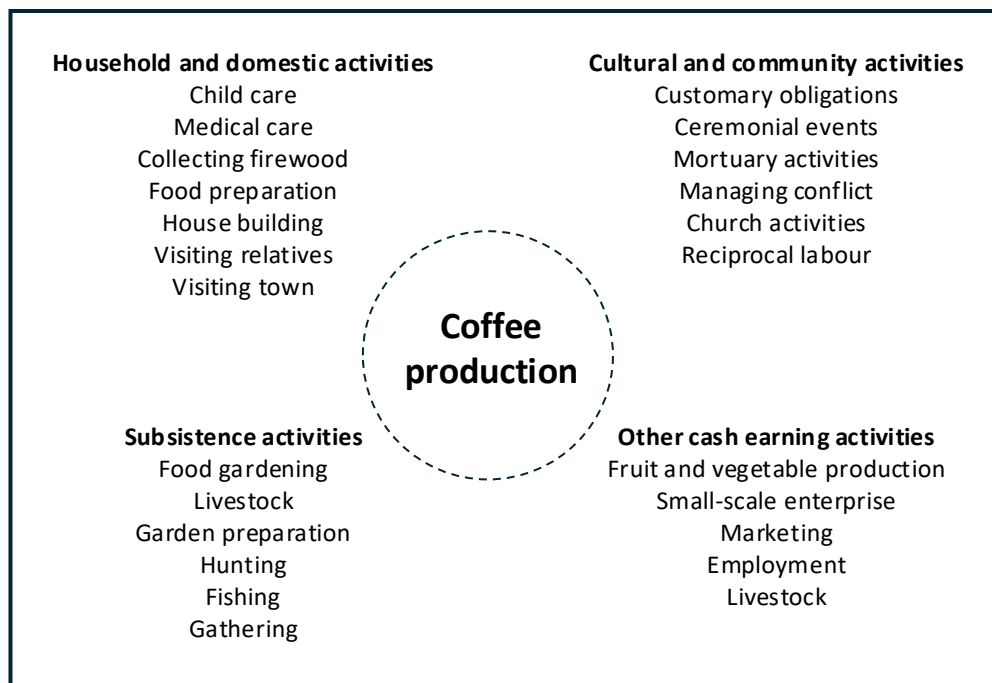 Household and domestic activities
Child care
Medical care
Collecting firewood
Food preparation
House building
Visiting relatives
Visiting town
Cultural and community activities
Customary obligations
Ceremonial events
Mortuary activities
Managing conflict
Church activities
Reciprocal labour
Coffee
production
Subsistence activities
Food gardening
Livestock
Garden preparation
Hunting
Fishing
Gathering
Other cash earning activities
Fruit and vegetable production
Small-scale enterprise
Marketing
Employment
Livestock